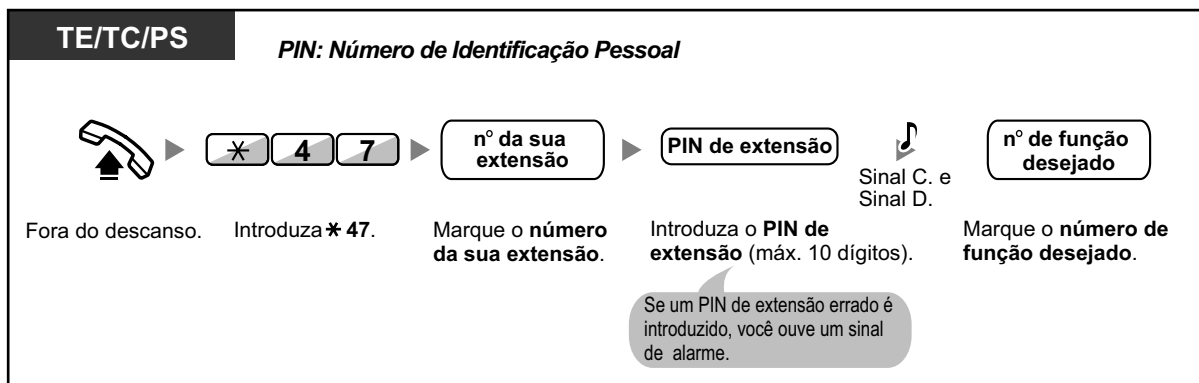 TE/TC/PS
PIN: Número de Identificação Pessoal
* 4 7
n° da sua
extensão
PIN de extensão
n° de função
desejado
Sinal C. e
Sinal D.
Fora do descanso.
Introduza * 47.
Marque o número
da sua extensão.
Introduza o PIN de
extensão (máx. 10 dígitos).
Marque o número de
função desejado.
Se um PIN de extensão errado é
introduzido, você ouve um sinal
de alarme.